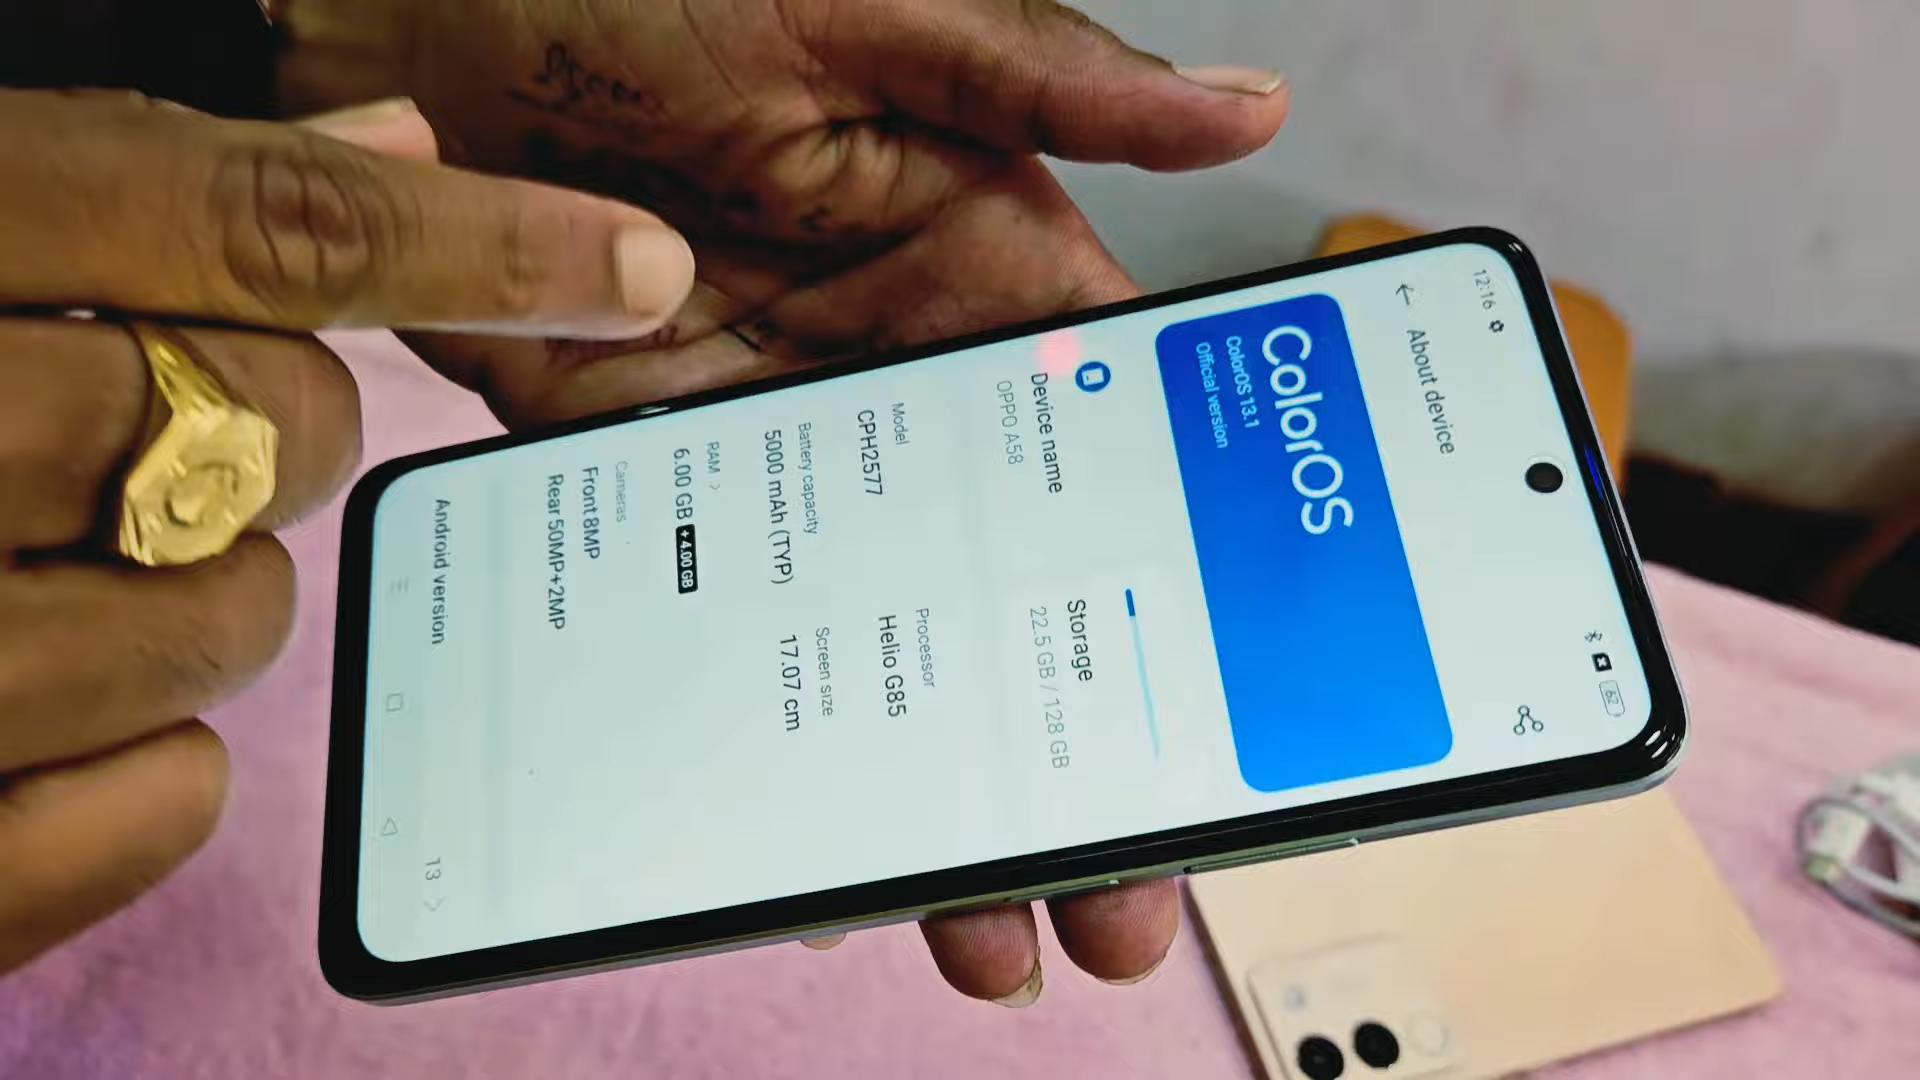 12:16
62
About device
ColorOS
ColorOS 13.1
Official version
Device name
OPPO A58
Storage
22.5 GB / 128 GB
Model
CPH2577
Processor
Helio G85
Battery capacity
5000 mAh (TYP)
Screen size
17.07 cm
RAM >
6.00 GB + 4.00 GB
Cameras
Front 8MP
Rear 50MP+2MP
Android version
13 >